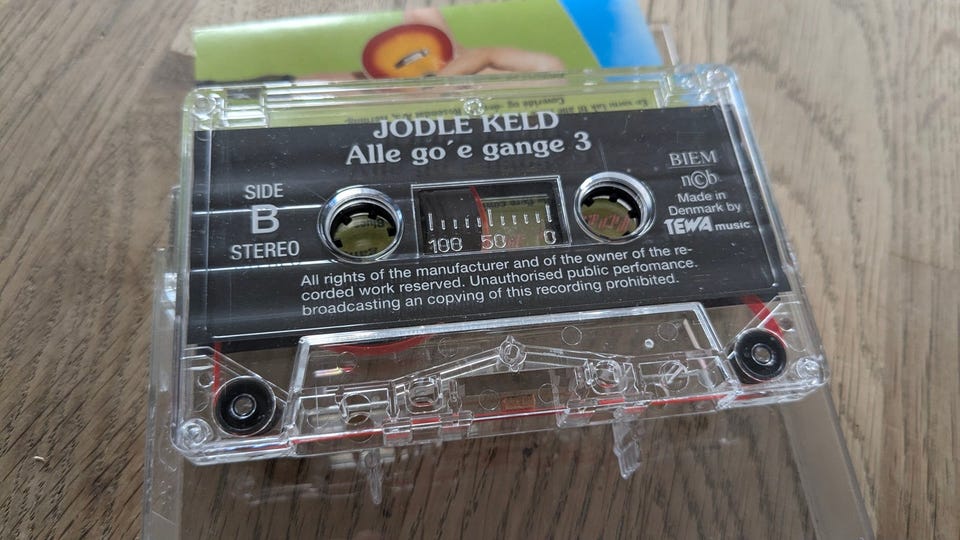 JODLE KELD
Alle go´e gange 3
SIDE
B
STEREO
BIEM
n©b
Made in
Denmark by
TEWA music
100 50 0
All rights of the manufacturer and of the owner of the re-
corded work reserved. Unauthorised public perfomance.
broadcasting an copving of this recording prohibited.